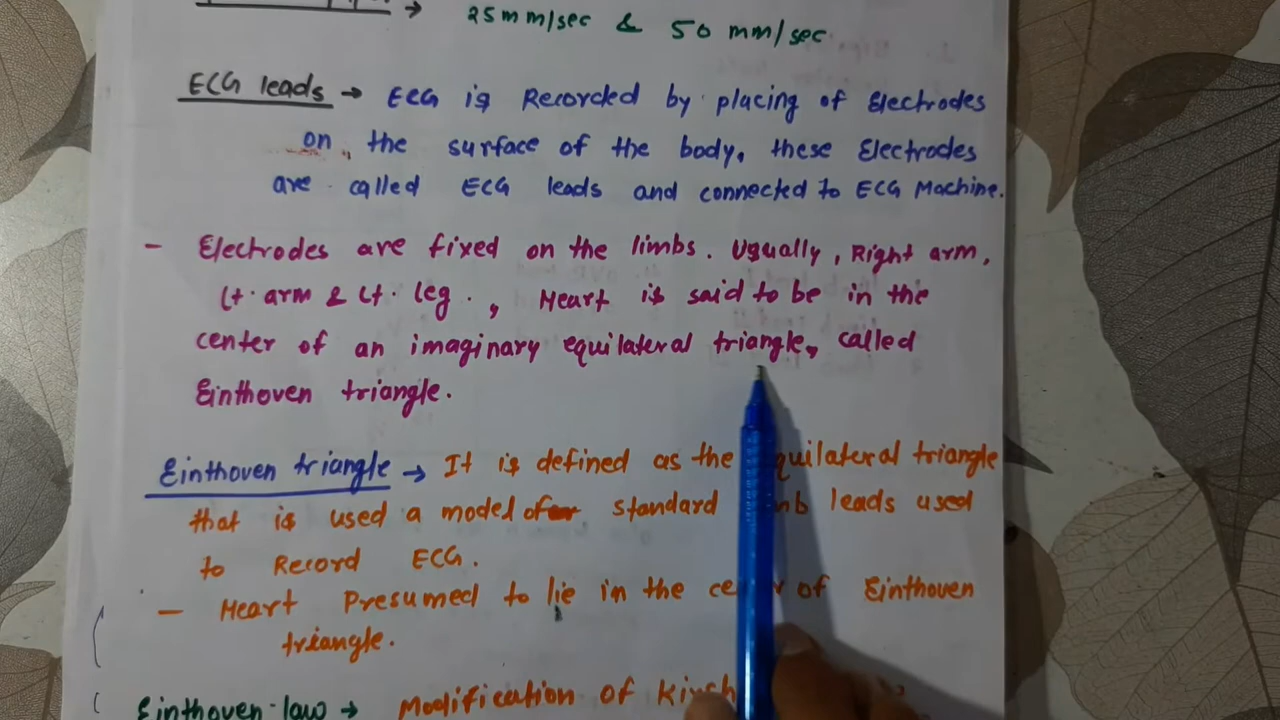 → 25mm/sec & 50 mm/sec
ECG leads → ECG is Recorded by placing of Electrodes
on, the surface of the body, these Electrodes
are called ECG leads and connected to ECG Machine.
- Electrodes are fixed on the limbs. Usually, Right arm,
Lt. arm & Lt. leg., Heart is said to be in the
center of an imaginary equilateral triangle, called
Einthoven triangle.
Einthoven triangle → It is defined as the quilateral triangle
that is used a model of standard leads used
to Record ECG.
- Heart Presumed to lie in the of Einthoven
triangle.
Einthoven law → Modification of